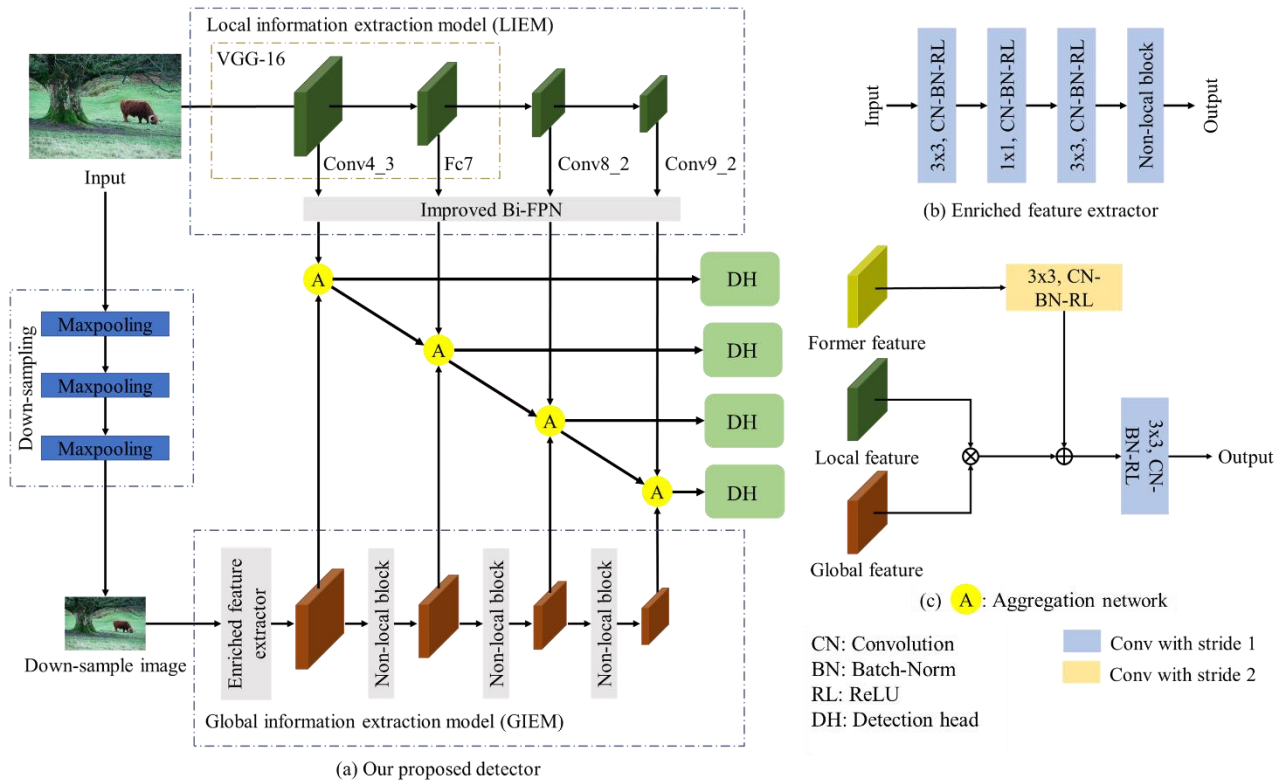 Local information extraction model (LIEM)
VGG-16
Conv4_3
Fc7
Conv8_2
Conv9_2
Improved Bi-FPN
Input
Down-sampling
Maxpooling
Maxpooling
Maxpooling
Down-sample image
A
A
A
A
DH
DH
DH
DH
Enriched feature
extractor
Non-local block
Non-local block
Non-local block
Global information extraction model (GIEM)
(a) Our proposed detector
Input
3x3, CN-BN-RL
1x1, CN-BN-RL
3x3, CN-BN-RL
Non-local block
Output
(b) Enriched feature extractor
Former feature
3x3, CN-
BN-RL
Local feature
Global feature
3x3, CN-
BN-RL
Output
(c) A : Aggregation network
CN: Convolution
BN: Batch-Norm
RL: ReLU
DH: Detection head
Conv with stride 1
Conv with stride 2